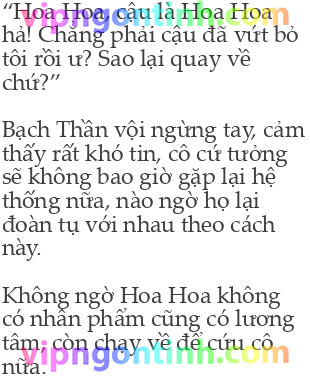 vipngontinh.com
“Hoa Hoa, cậu là Hoa Hoa
hả! Chẳng phải cậu đã vứt bỏ
tôi rồi ư? Sao lại quay về
chứ?”
Bạch Thần vội ngừng tay, cảm
thấy rất khó tin, cô cứ tưởng
sẽ không bao giờ gặp lại hệ
thống nữa, nào ngờ họ lại
đoàn tụ với nhau theo cách
này.
Không ngờ Hoa Hoa không
có nhân phẩm cũng có lương
tâm, còn chạy về để cứu cô
vipngontinh.com
nữa.